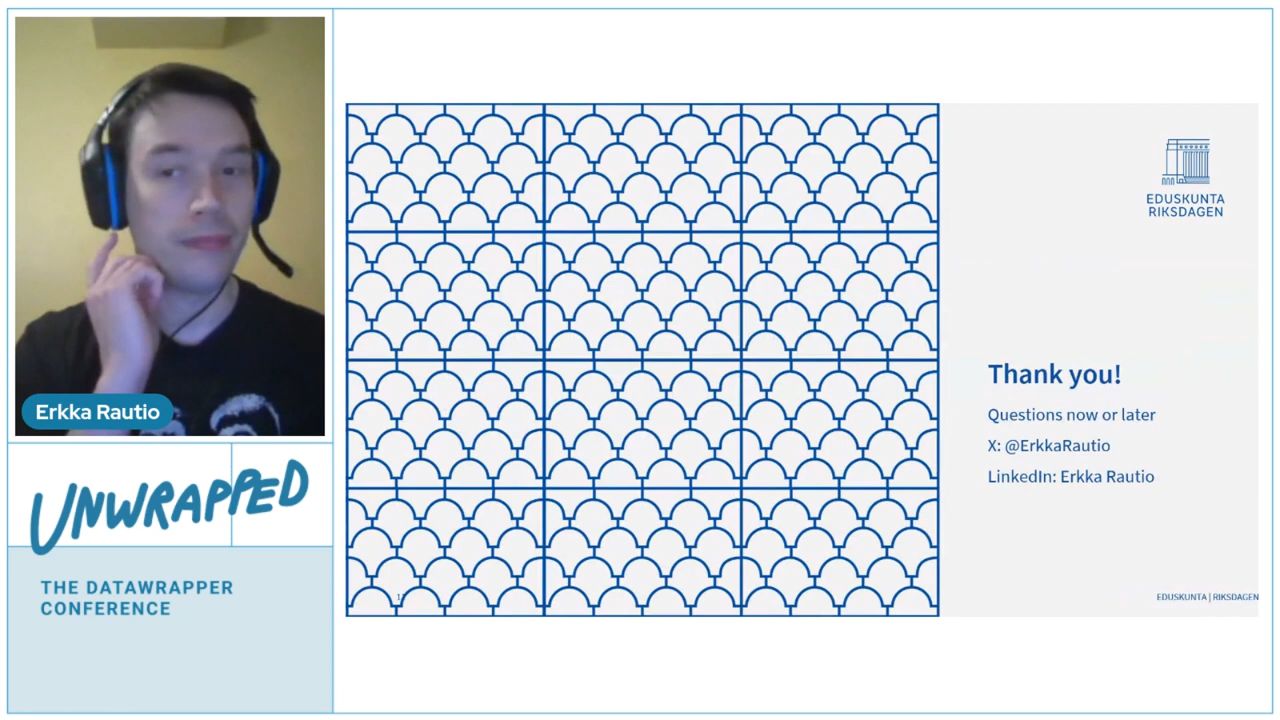 Erkka Rautio
UNWRAPPED
THE DATAWRAPPER
CONFERENCE
EDUSKUNTA
RIKSDAGEN
Thank you!
Questions now or later
X: @ErkkaRautio
LinkedIn: Erkka Rautio
EDUSKUNTA | RIKSDAGEN